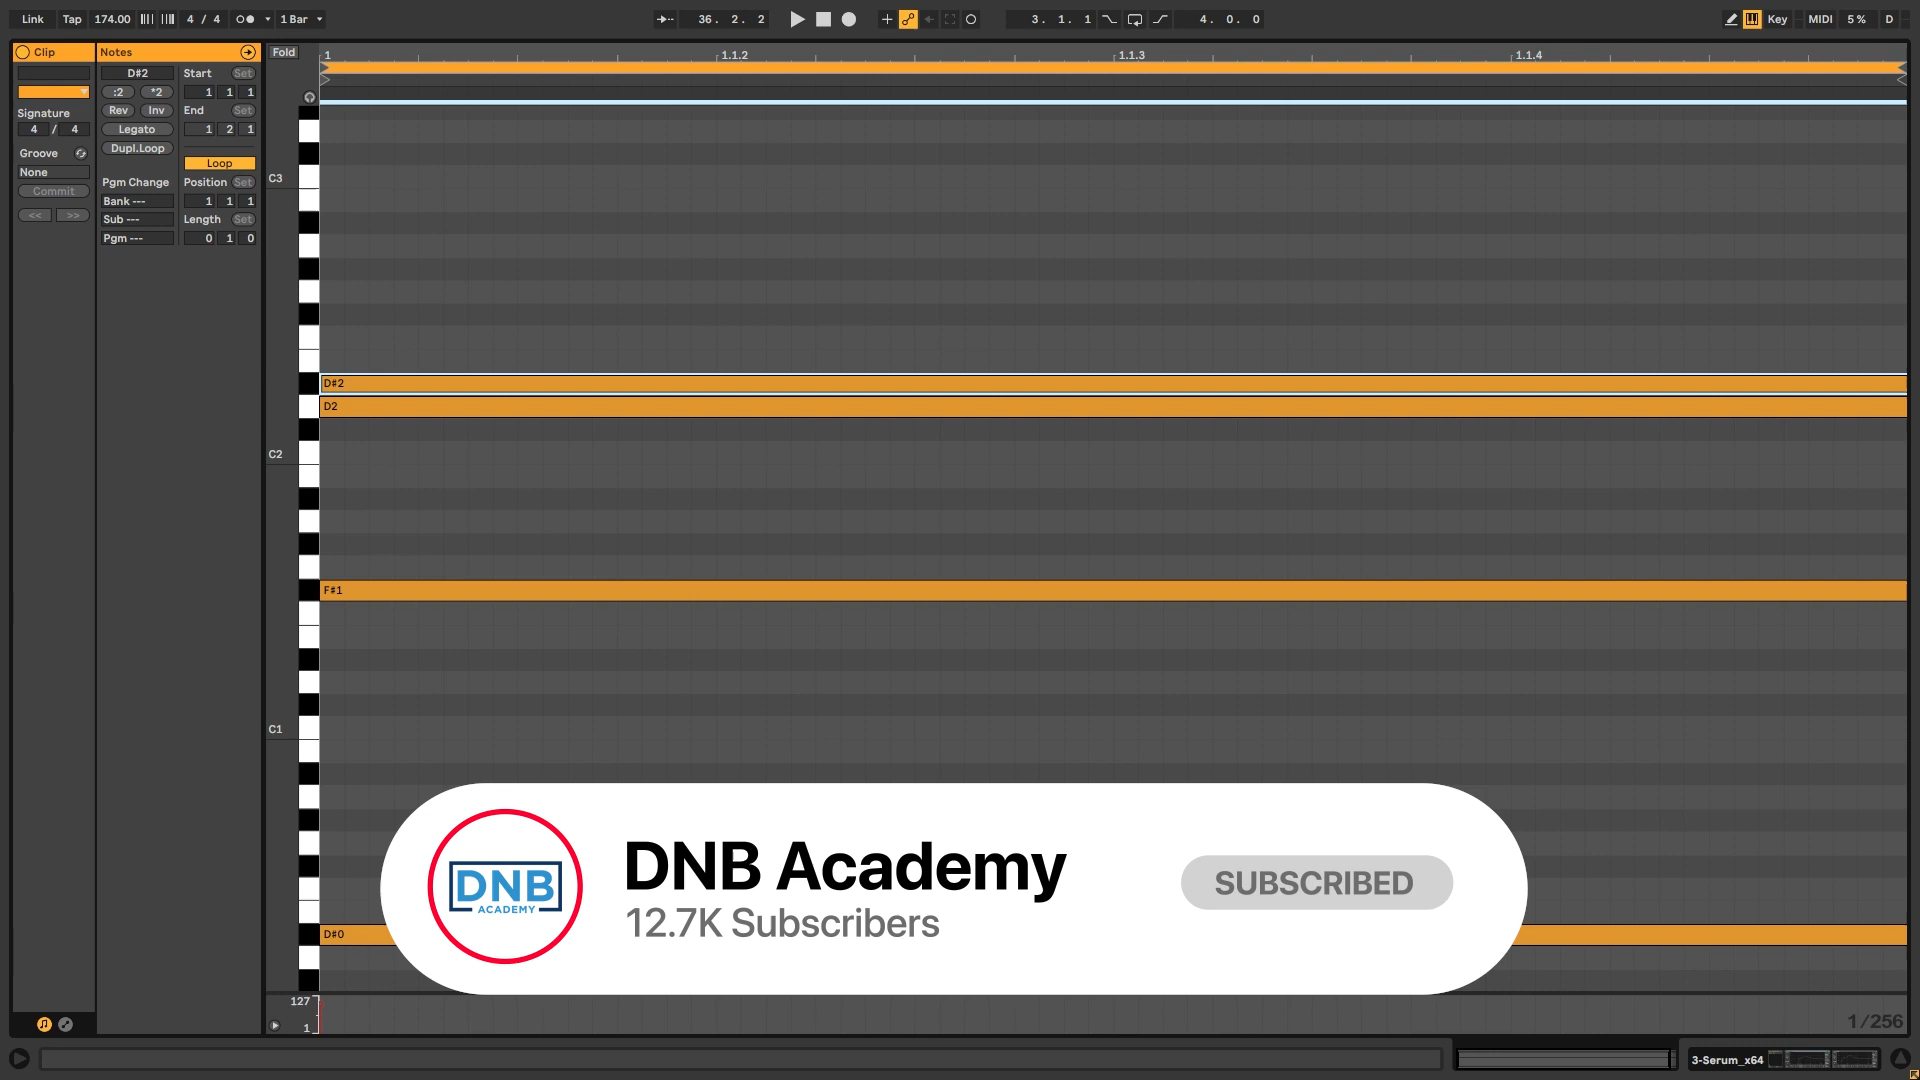 Link Tap 174.00 4 / 4 1 Bar 36. 2. 2 3. 1. 1 4. 0. 0 Key MIDI 5 % D
Clip Notes Fold 1 1.1.2 1.1.3 1.1.4
D#2 Start Set
:2 *2 1 1 1
Signature Rev Inv End Set
4 / 4 Legato 1 2 1
Dupl.Loop
Groove Loop
None Pgm Change Position Set
Commit Bank --- 1 1 1
<< >> Sub --- Length Set
Pgm --- 0 1 0
C3
D#2
D2
C2
F#1
C1
D#0
DNB Academy
12.7K Subscribers
SUBSCRIBED
DNB
ACADEMY
127
1
1/256
3-Serum_x64